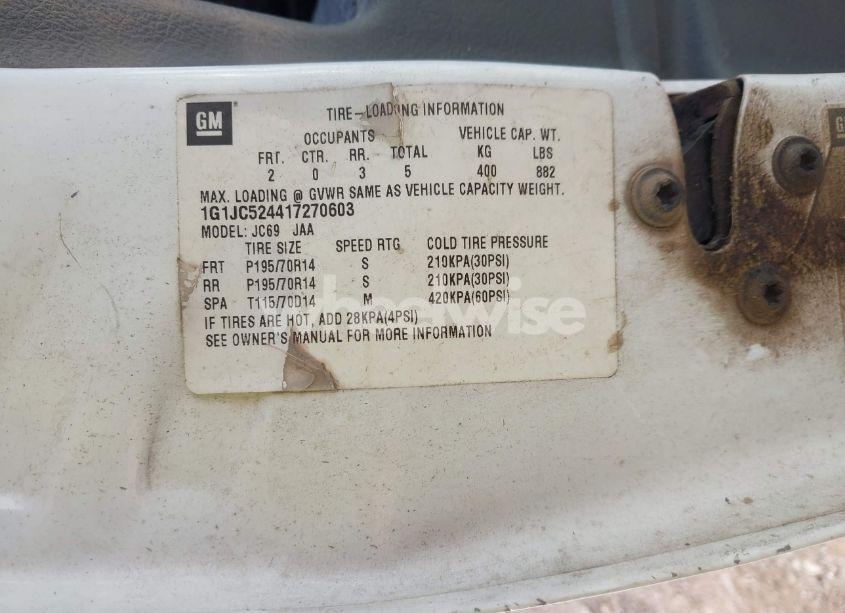 GM
TIRE-LOADING INFORMATION
OCCUPANTS VEHICLE CAP. WT.
FRT. CTR. RR. TOTAL KG LBS
2 0 3 5 400 882
MAX. LOADING @ GVWR SAME AS VEHICLE CAPACITY WEIGHT.
1G1JC524417270603
MODEL: JC69 JAA
TIRE SIZE SPEED RTG COLD TIRE PRESSURE
FRT P195/70R14 S 210KPA(30PSI)
RR P195/70R14 S 210KPA(30PSI)
SPA T115/70D14 M 420KPA(60PSI)
IF TIRES ARE HOT, ADD 28KPA(4PSI)
SEE OWNER'S MANUAL FOR MORE INFORMATION
wheelwise
GM